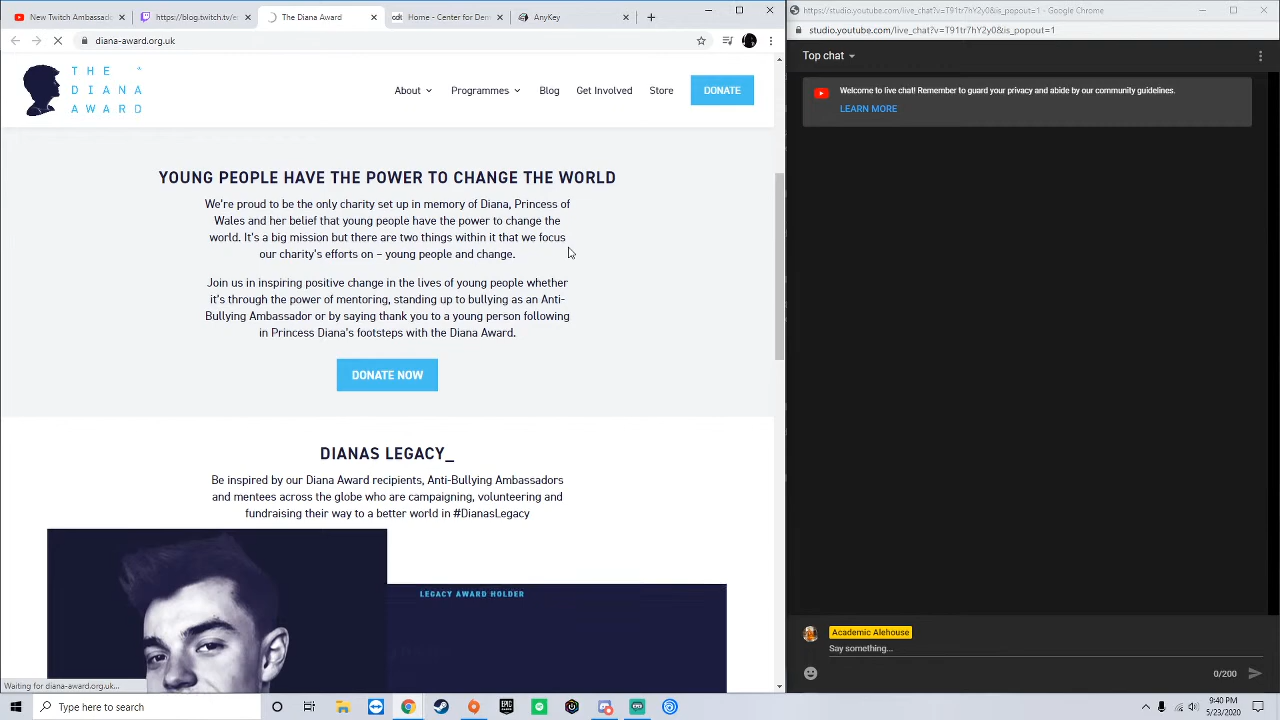 New Twitch Ambassad
https://blog.twitch.tv/e
The Diana Award
cdt
Home - Center for Dem
AnyKey
https://studio.youtube.com/live_chat?v=T91tr7hY2y0&is_popout=1 - Google Chrome
diana-award.org.uk
studio.youtube.com/live_chat?v=T91tr7hY2y0&is_popout=1
Top chat
THE
DIANA
AWARD
About
Programmes
Blog
Get Involved
Store
DONATE
Welcome to live chat! Remember to guard your privacy and abide by our community guidelines.
LEARN MORE
YOUNG PEOPLE HAVE THE POWER TO CHANGE THE WORLD
We're proud to be the only charity set up in memory of Diana, Princess of
Wales and her belief that young people have the power to change the
world. It's a big mission but there are two things within it that we focus
our charity's efforts on – young people and change.
Join us in inspiring positive change in the lives of young people whether
it's through the power of mentoring, standing up to bullying as an Anti-
Bullying Ambassador or by saying thank you to a young person following
in Princess Diana's footsteps with the Diana Award.
DONATE NOW
DIANAS LEGACY_
Be inspired by our Diana Award recipients, Anti-Bullying Ambassadors
and mentees across the globe who are campaigning, volunteering and
fundraising their way to a better world in #DianasLegacy
LEGACY AWARD HOLDER
Academic Alehouse
Say something...
0/200
Waiting for diana-award.org.uk...
Type here to search
EPIC
9:40 PM
5/23/2020